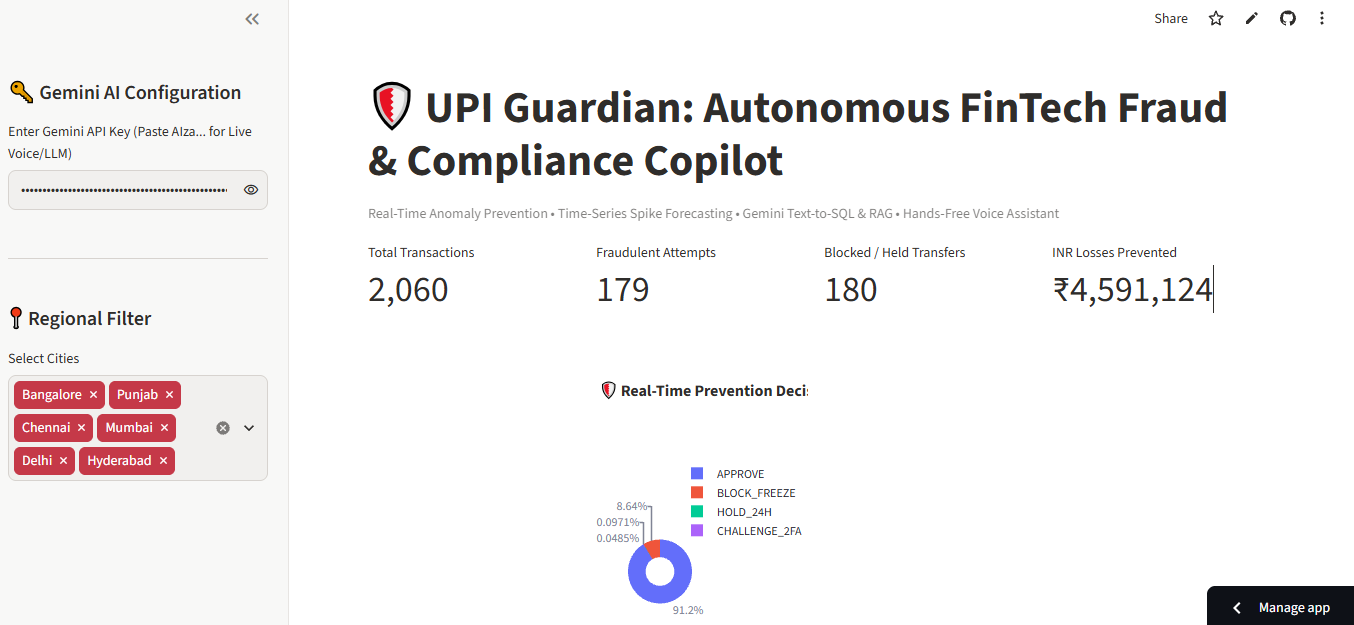 Share
Gemini AI Configuration
Enter Gemini API Key (Paste AIza... for Live
Voice/LLM)
UPI Guardian: Autonomous FinTech Fraud
& Compliance Copilot
Real-Time Anomaly Prevention • Time-Series Spike Forecasting • Gemini Text-to-SQL & RAG • Hands-Free Voice Assistant
Total Transactions
2,060
Fraudulent Attempts
179
Blocked / Held Transfers
180
INR Losses Prevented
₹4,591,124
Regional Filter
Select Cities
Bangalore
Punjab
Chennai
Mumbai
Delhi
Hyderabad
Real-Time Prevention Deci
APPROVE
BLOCK_FREEZE
HOLD_24H
CHALLENGE_2FA
8.64%
0.0971%
0.0485%
91.2%
Manage app